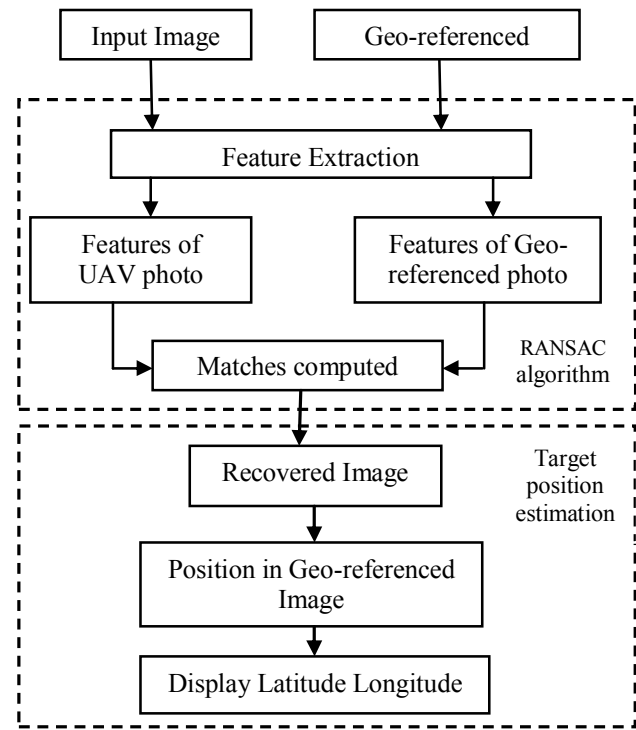 Input Image
Geo-referenced
Feature Extraction
Features of
UAV photo
Features of Geo-
referenced photo
Matches computed
RANSAC
algorithm
Recovered Image
Target
position
estimation
Position in Geo-referenced
Image
Display Latitude Longitude